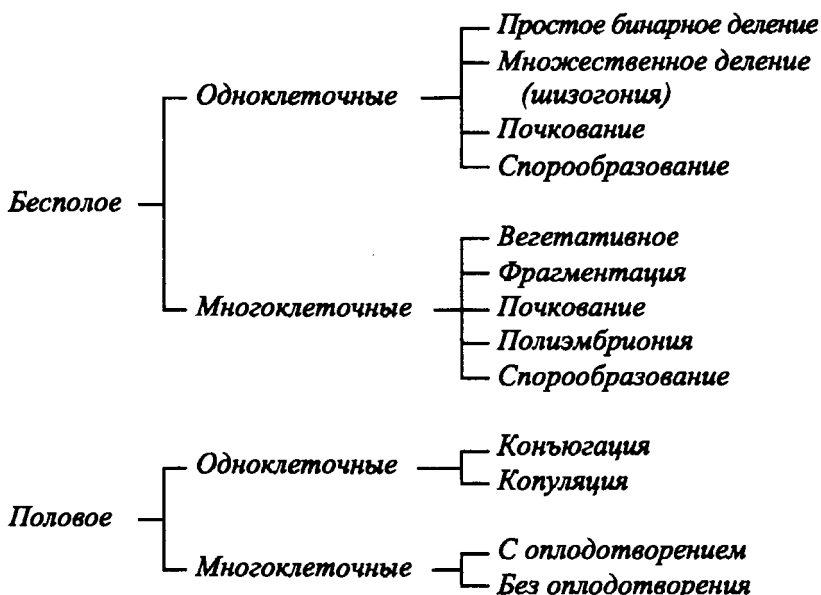 Простое бинарное деление
Множественное деление
(шизогония)
Одноклеточные
Почкование
Спорообразование
Бесполое
Вегетативное
Фрагментация
Многоклеточные
Почкование
Полиэмбриония
Спорообразование
Конъюгация
Одноклеточные
Копуляция
Половое
С оплодотворением
Многоклеточные
Без оплодотворения